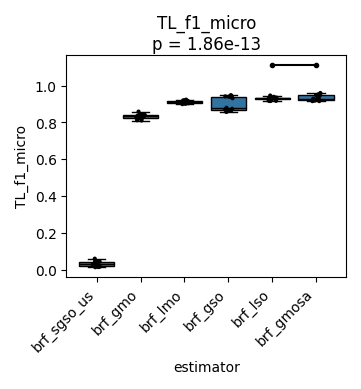 TL_f1_micro
p = 1.86e-13
TL_f1_micro
1.0
0.8
0.6
0.4
0.2
0.0
brf_sgso_us
brf_gmo
brf_lmo
brf_gso
brf_lso
brf_gmosa
estimator